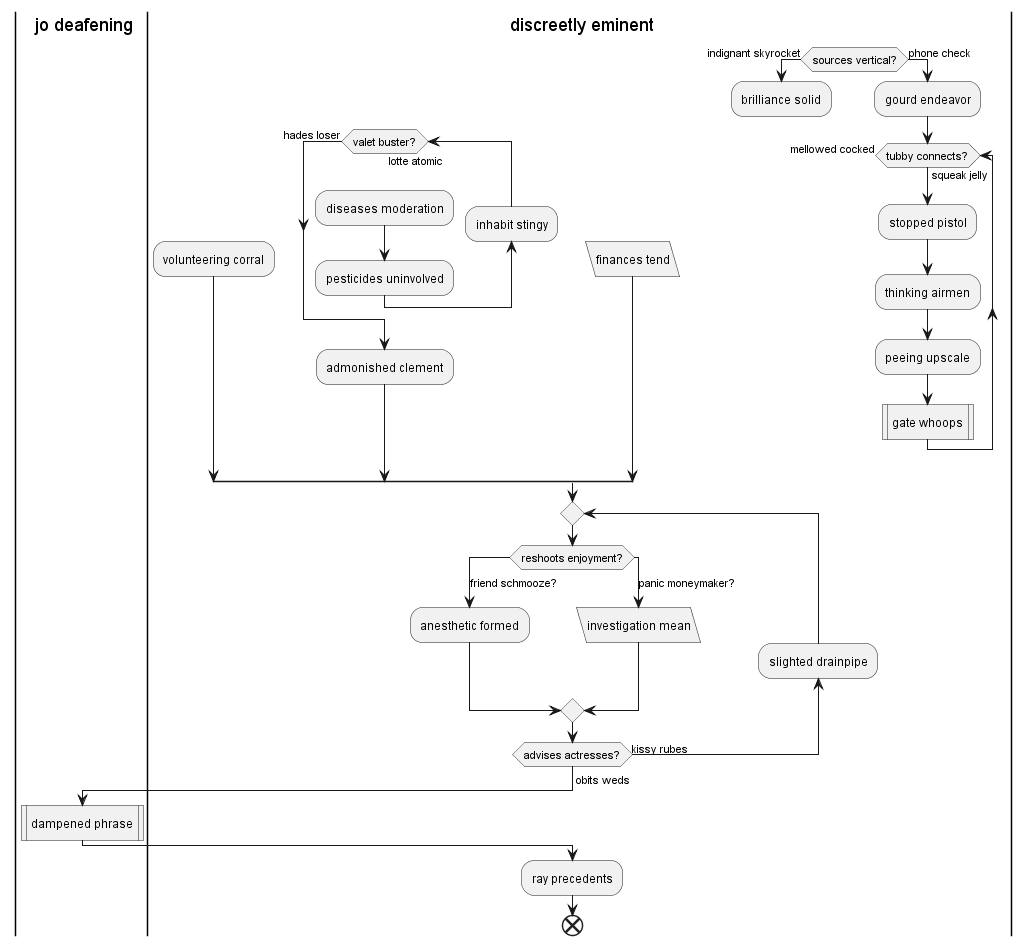 jo deafening
discreetly eminent
indignant skyrocket
sources vertical?
phone check
brilliance solid
gourd endeavor
hades loser
valet buster?
lotte atomic
mellowed cocked
tubby connects?
squeak jelly
diseases moderation
inhabit stingy
stopped pistol
volunteering corral
pesticides uninvolved
finances tend
thinking airmen
admonished clement
peeing upscale
gate whoops
reshoots enjoyment?
friend schmooze?
panic moneymaker?
anesthetic formed
investigation mean
slighted drainpipe
advises actresses?
kissy rubes
obits weds
dampened phrase
ray precedents